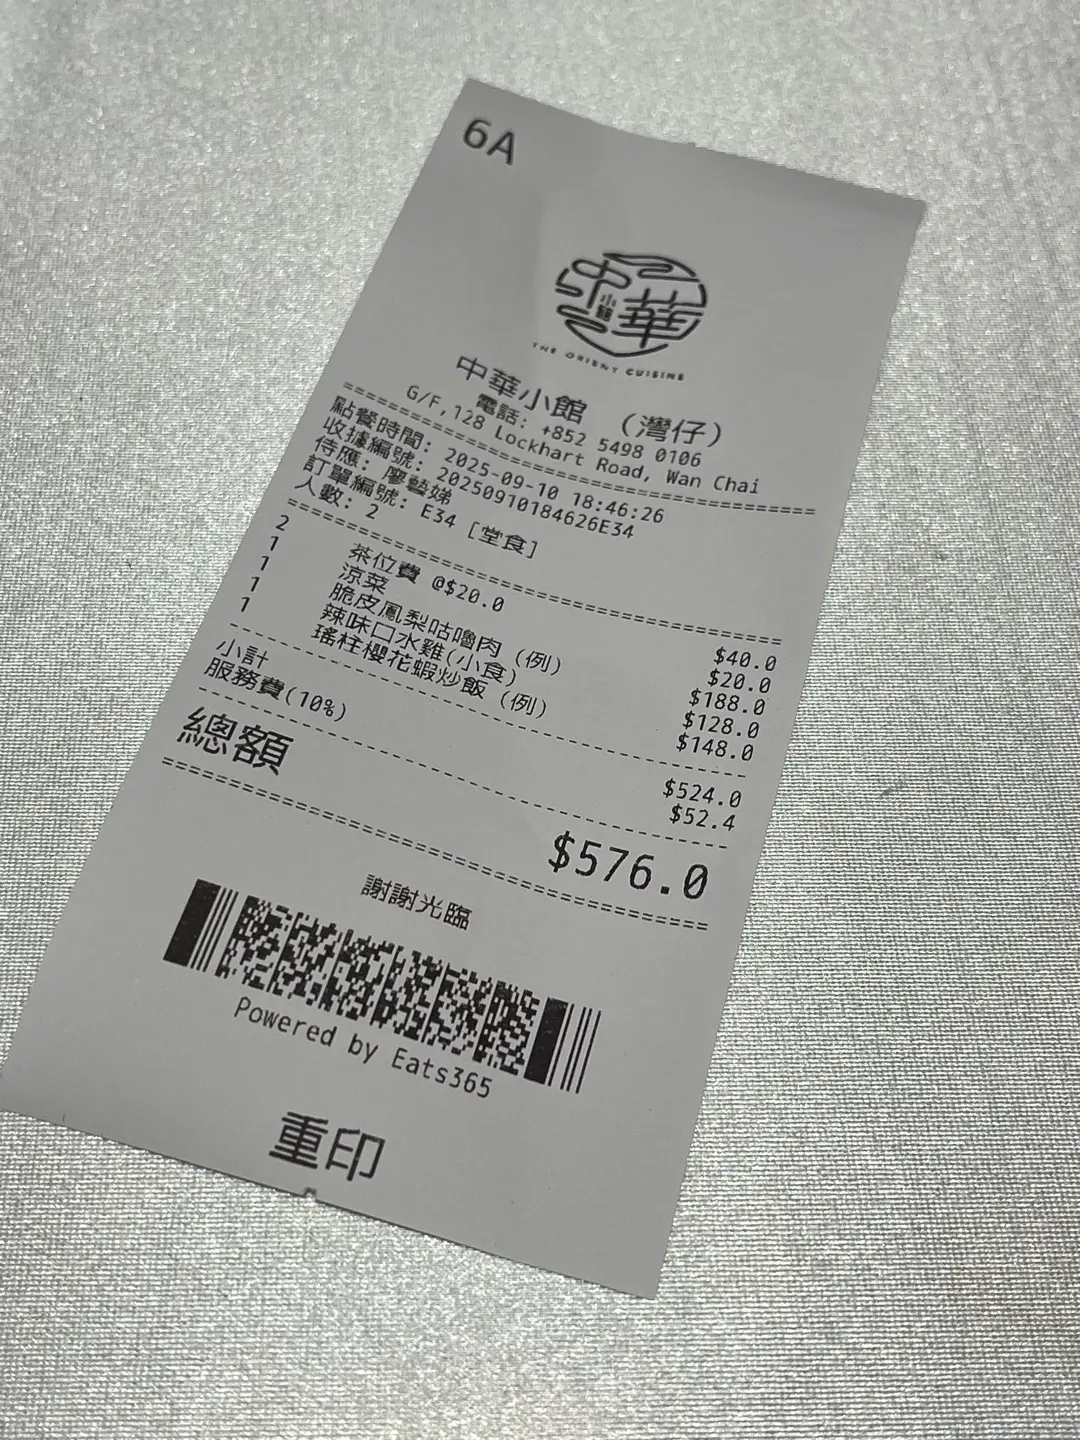 6A
中華
小館
THE ORIENT CUISINE
中華小館 (灣仔)
電話: +852 5498 0106
G/F,128 Lockhart Road, Wan Chai
點餐時間: 2025-09-10 18:46:26
收據編號: 20250910184626E34
侍應: 廖藝娣
訂單編號: E34 [堂食]
人數: 2
2 茶位費 @$20.0 $40.0
1 涼菜 $20.0
1 脆皮鳳梨咕嚕肉 (例) $188.0
1 辣味口水雞(小食) $128.0
1 瑤柱櫻花蝦炒飯 (例) $148.0
小計 $524.0
服務費(10%) $52.4
總額 $576.0
謝謝光臨
Powered by Eats365
重印